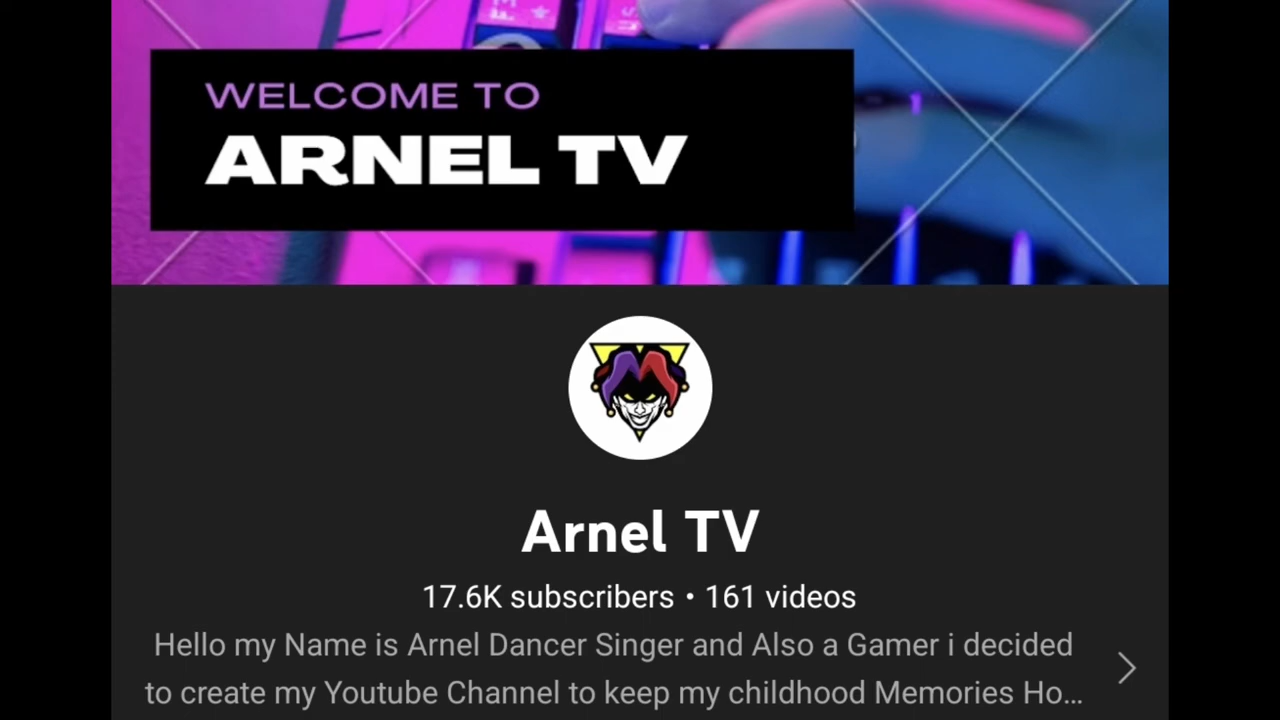 WELCOME TO
ARNEL TV
Arnel TV
17.6K subscribers • 161 videos
Hello my Name is Arnel Dancer Singer and Also a Gamer i decided
to create my Youtube Channel to keep my childhood Memories Ho...